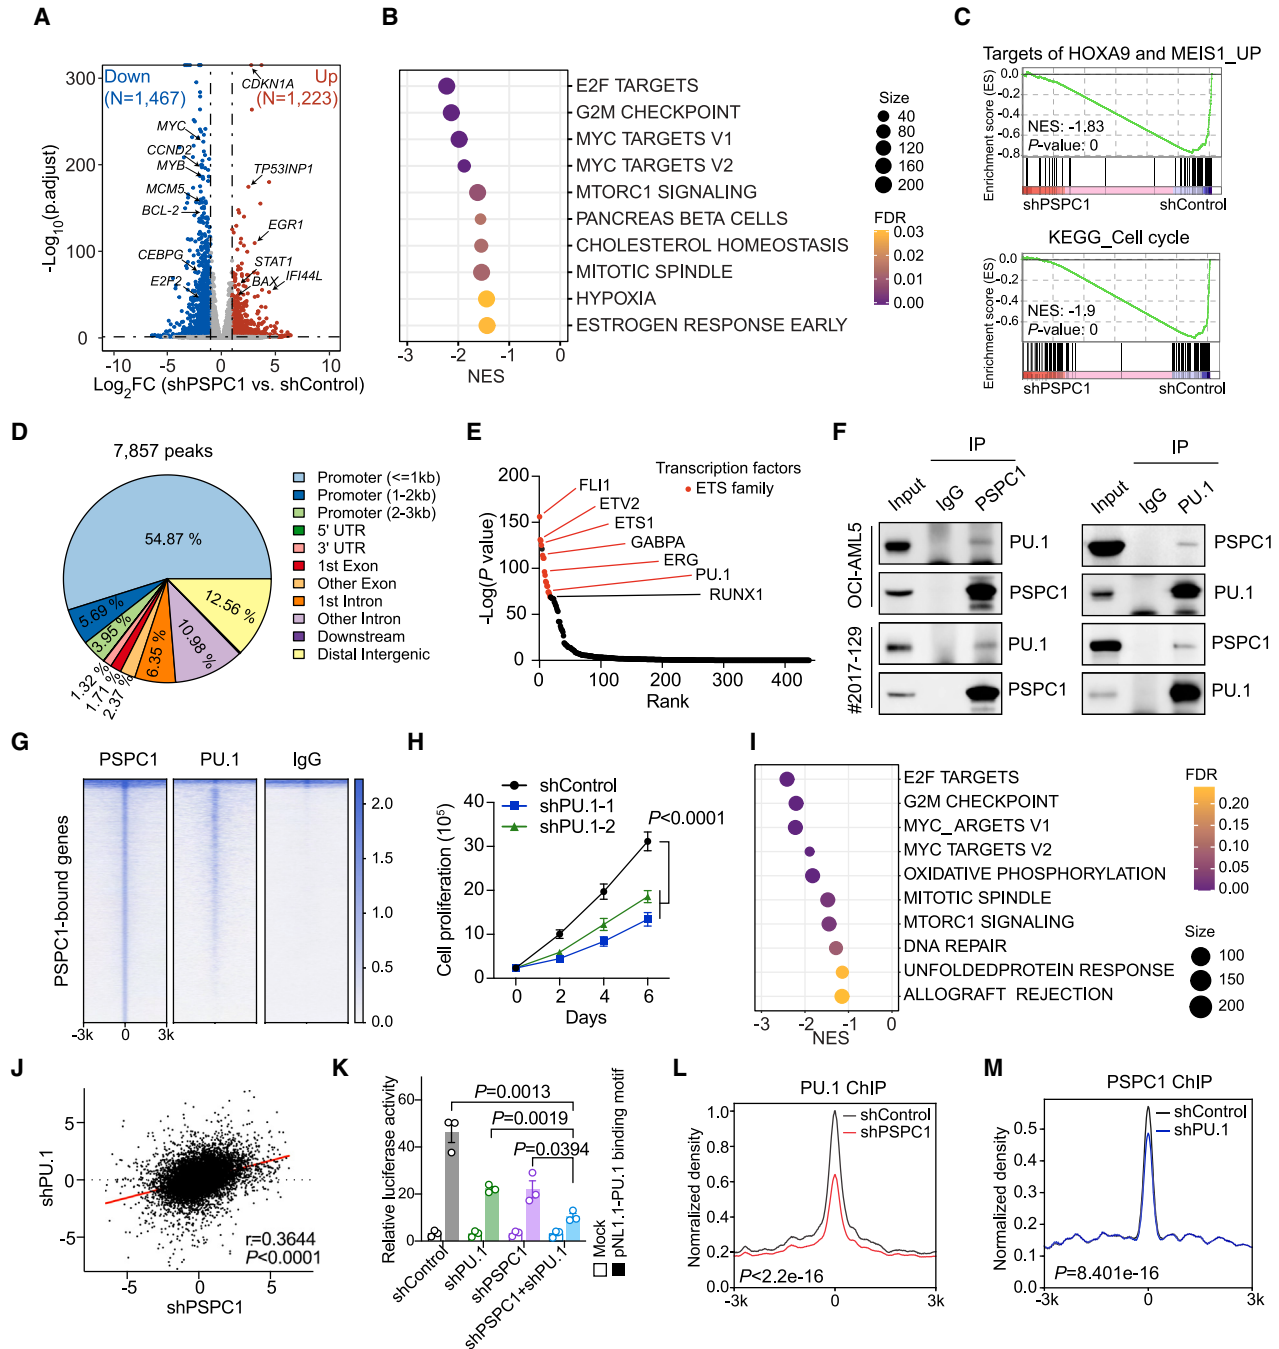 A
Down
(N=1,467)
Up
(N=1,223)
CDKN1A
MYC
CCND2
MYB
MCM5
BCL-2
CEBPG
E2F2
TP53INP1
EGR1
STAT1
BAX
IFI44L
300
200
100
0
-Log10(p.adjust)
-10 -5 0 5 10
Log2FC (shPSPC1 vs. shControl)
B
E2F TARGETS
G2M CHECKPOINT
MYC TARGETS V1
MYC TARGETS V2
MTORC1 SIGNALING
PANCREAS BETA CELLS
CHOLESTEROL HOMEOSTASIS
MITOTIC SPINDLE
HYPOXIA
ESTROGEN RESPONSE EARLY
-3 -2 -1 0
NES
Size
40
80
120
160
200
FDR
0.03
0.02
0.01
0.00
C
Targets of HOXA9 and MEIS1_UP
Enrichment score (ES)
0.0
-0.2
-0.4
-0.6
-0.8
NES: -1.83
P-value: 0
shPSPC1 shControl
KEGG_Cell cycle
Enrichment score (ES)
0.0
-0.2
-0.4
-0.6
NES: -1.9
P-value: 0
shPSPC1 shControl
D
7,857 peaks
54.87 %
5.69 %
3.95 %
1.32 %
1.71 %
2.37 %
6.35 %
10.98 %
12.56 %
Promoter (<=1kb)
Promoter (1-2kb)
Promoter (2-3kb)
5' UTR
3' UTR
1st Exon
Other Exon
1st Intron
Other Intron
Downstream
Distal Intergenic
E
200
150
100
50
0
-Log(P value)
Transcription factors
ETS family
FLI1
ETV2
ETS1
GABPA
ERG
PU.1
RUNX1
0 100 200 300 400
Rank
F
IP
Input IgG PSPC1
IP
Input IgG PU.1
OCI-AML5
PU.1
PSPC1
PSPC1
PU.1
#2017-129
PU.1
PSPC1
PSPC1
PU.1
G
PSPC1 PU.1 IgG
PSPC1-bound genes
-3k 0 3k
2.0
1.5
1.0
0.5
0.0
H
shControl
shPU.1-1
shPU.1-2
P<0.0001
Cell proliferation (10⁵)
40
30
20
10
0
0 2 4 6
Days
I
E2F TARGETS
G2M CHECKPOINT
MYC_ARGETS V1
MYC TARGETS V2
OXIDATIVE PHOSPHORYLATION
MITOTIC SPINDLE
MTORC1 SIGNALING
DNA REPAIR
UNFOLDEDPROTEIN RESPONSE
ALLOGRAFT REJECTION
-3 -2 -1 0
NES
FDR
0.20
0.15
0.10
0.05
0.00
Size
100
150
200
J
5
0
-5
shPU.1
r=0.3644
P<0.0001
-5 0 5
shPSPC1
K
Relative luciferase activity
60
40
20
0
P=0.0013
P=0.0019
P=0.0394
shControl
shPU.1
shPSPC1
shPSPC1+shPU.1
Mock
pNL1.1-PU.1 binding motif
L
PU.1 ChIP
shControl
shPSPC1
Nomralized density
1.0
0.8
0.6
0.4
0.2
0
P<2.2e-16
-3k 0 3k
M
PSPC1 ChIP
shControl
shPU.1
Nomralized density
0.5
0.4
0.3
0.2
0.1
0
P=8.401e-16
-3k 0 3k